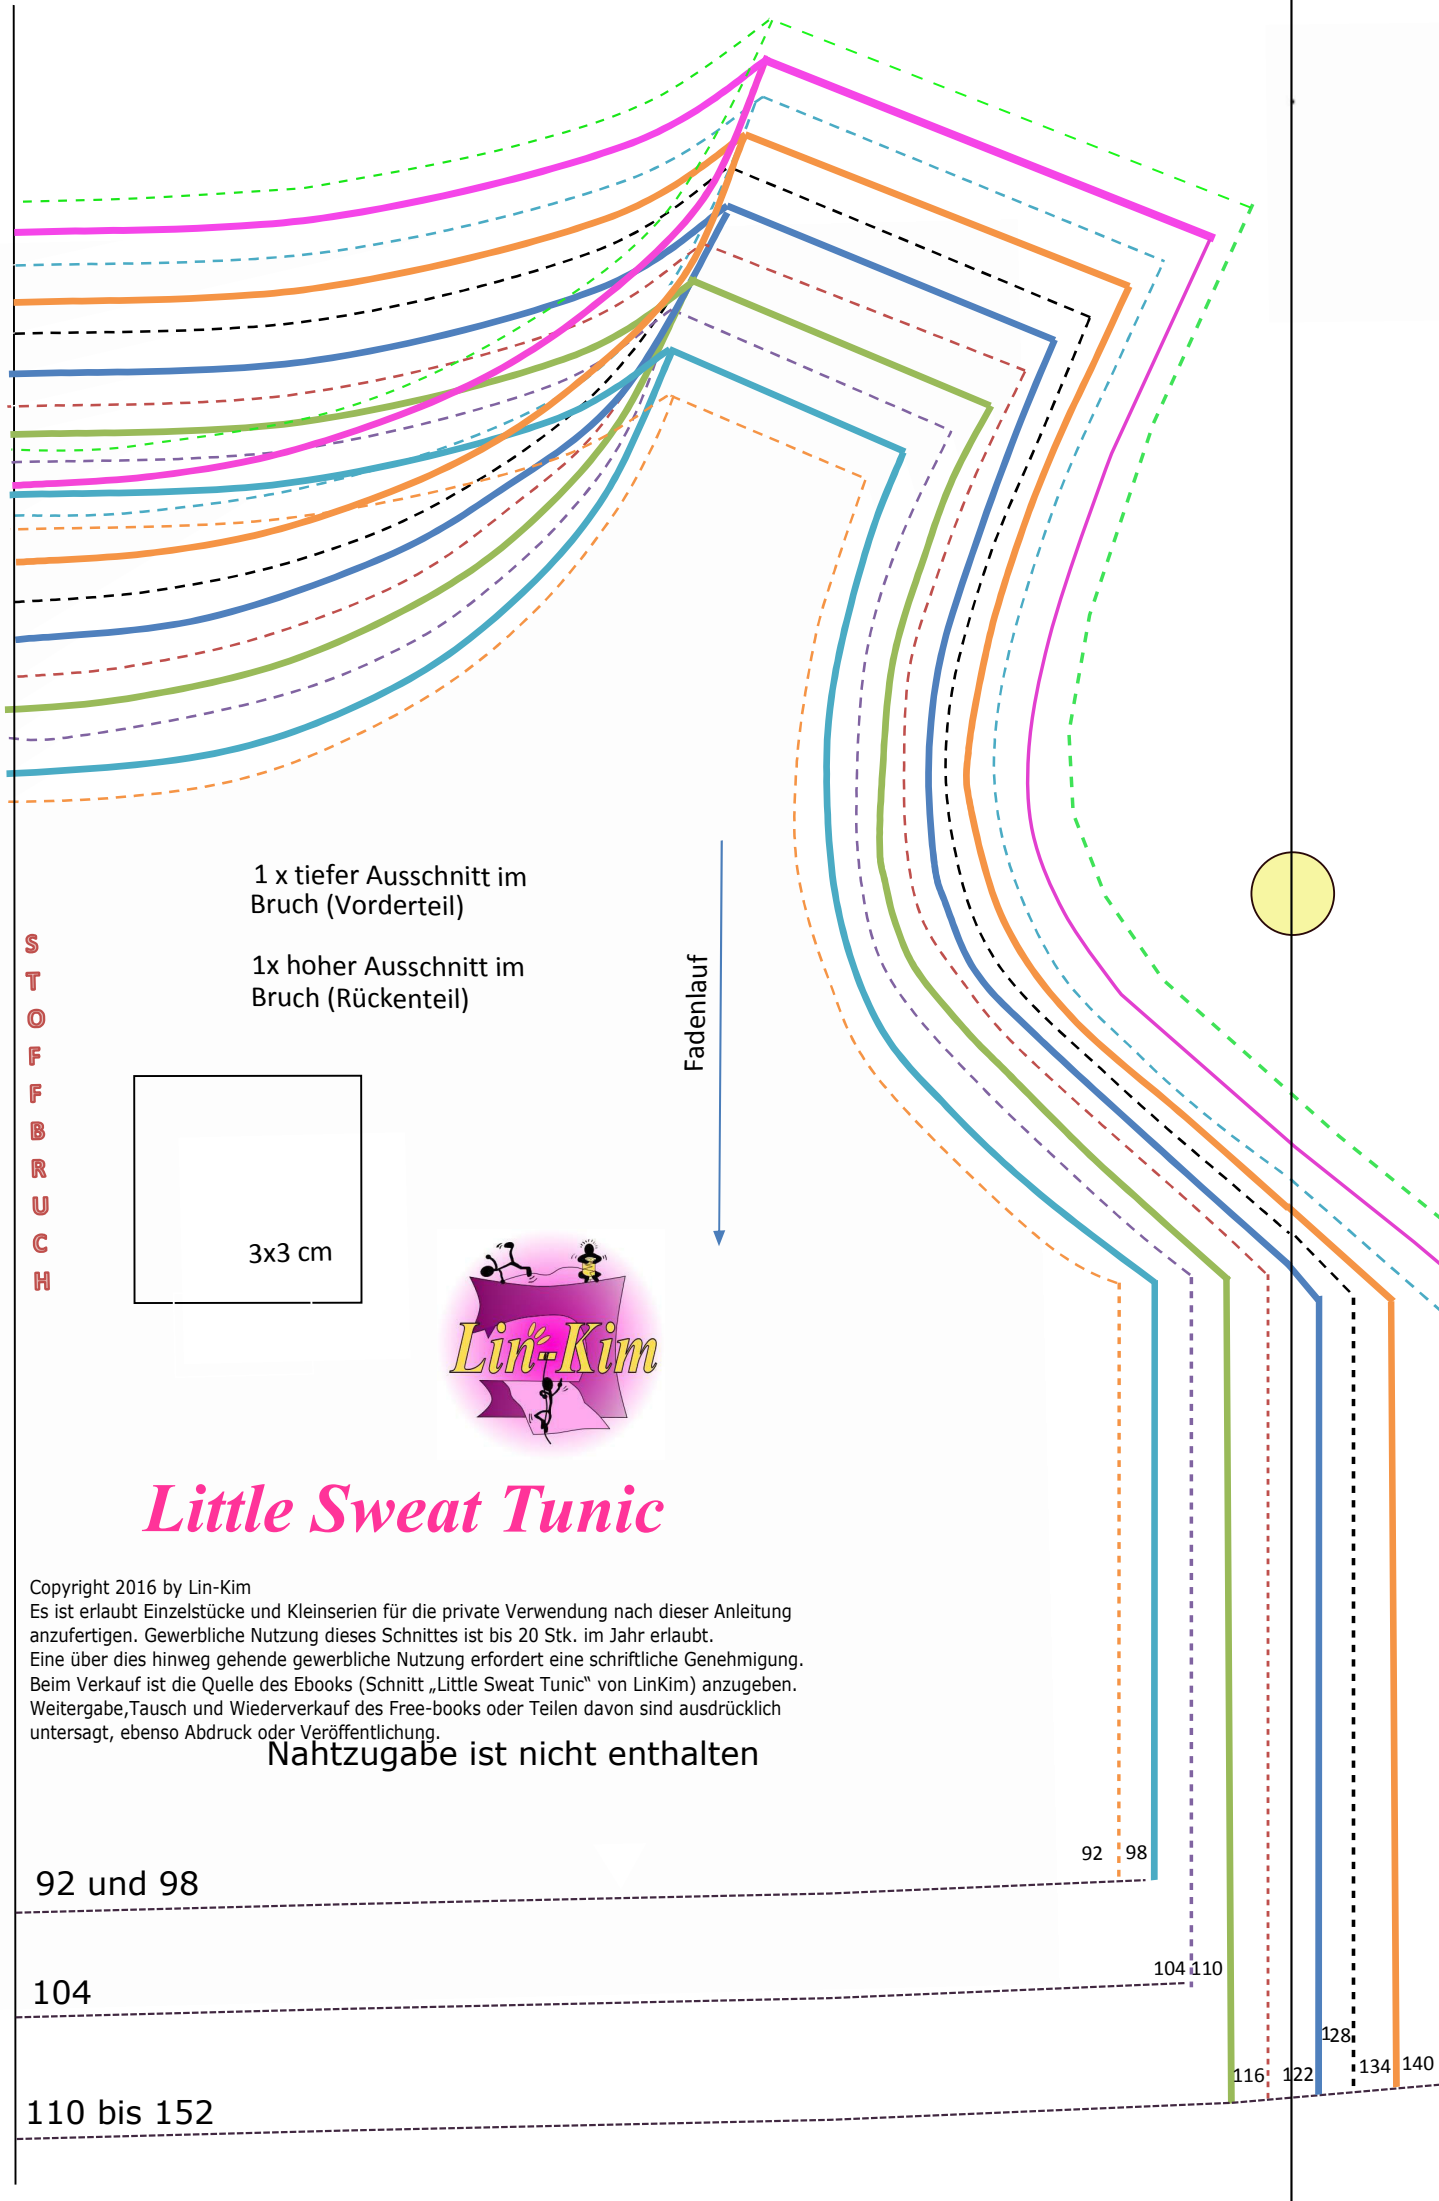 1 x tiefer Ausschnitt im
Bruch (Vorderteil)
1x hoher Ausschnitt im
Bruch (Rückenteil)
STOFFBRUCH
Fadenlauf
3x3 cm
Lin-Kim
Little Sweat Tunic
Copyright 2016 by Lin-Kim
Es ist erlaubt Einzelstücke und Kleinserien für die private Verwendung nach dieser Anleitung
anzufertigen. Gewerbliche Nutzung dieses Schnittes ist bis 20 Stk. im Jahr erlaubt.
Eine über dies hinweg gehende gewerbliche Nutzung erfordert eine schriftliche Genehmigung.
Beim Verkauf ist die Quelle des Ebooks (Schnitt „Little Sweat Tunic“ von LinKim) anzugeben.
Weitergabe,Tausch und Wiederverkauf des Free-books oder Teilen davon sind ausdrücklich
untersagt, ebenso Abdruck oder Veröffentlichung.
Nahtzugabe ist nicht enthalten
92 98
92 und 98
104 110
104
128
116 122 134 140
110 bis 152